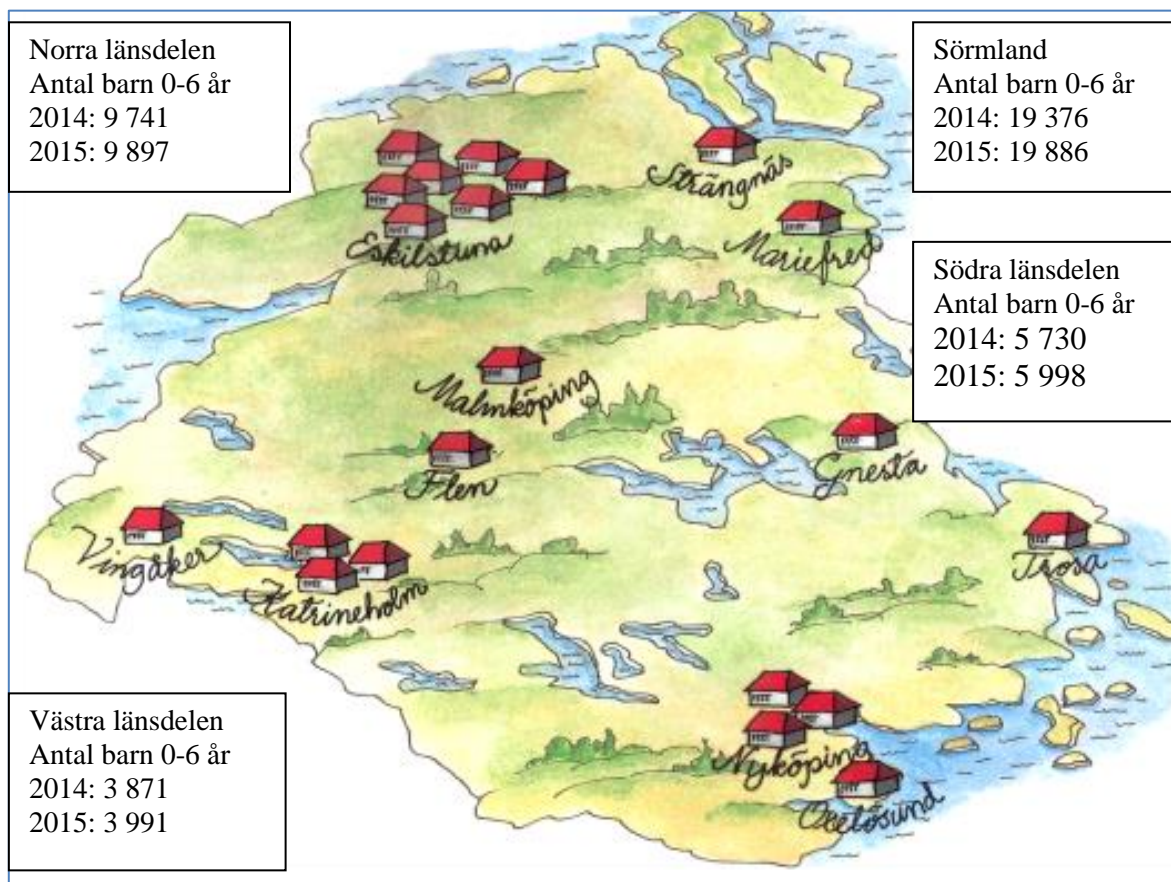 Norra länsdelen
Antal barn 0-6 år
2014: 9 741
2015: 9 897
Sörmland
Antal barn 0-6 år
2014: 19 376
2015: 19 886
Södra länsdelen
Antal barn 0-6 år
2014: 5 730
2015: 5 998
Strängnäs
Eskilstuna
Mariefred
Malmköping
Flen
Gnesta
Vingåker
Katrineholm
Trosa
Nyköping
Oxelösund
Västra länsdelen
Antal barn 0-6 år
2014: 3 871
2015: 3 991